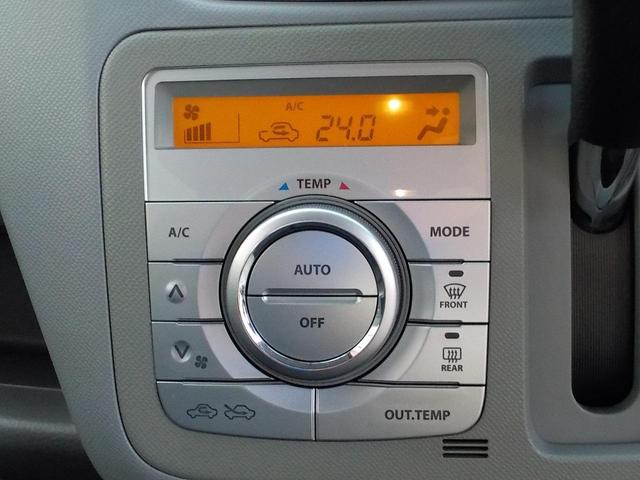 A/C
24.0
TEMP
A/C
MODE
AUTO
OFF
FRONT
REAR
OUT.TEMP